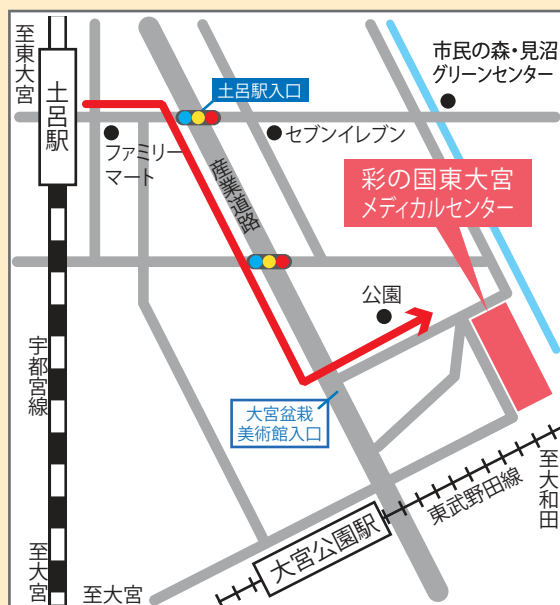 至東大宮
土呂駅
土呂駅入口
市民の森・見沼
グリーンセンター
ファミリー
マート
セブンイレブン
産業道路
彩の国東大宮
メディカルセンター
公園
宇都宮線
大宮盆栽
美術館入口
至大和田
東武野田線
大宮公園駅
至大宮
至大宮